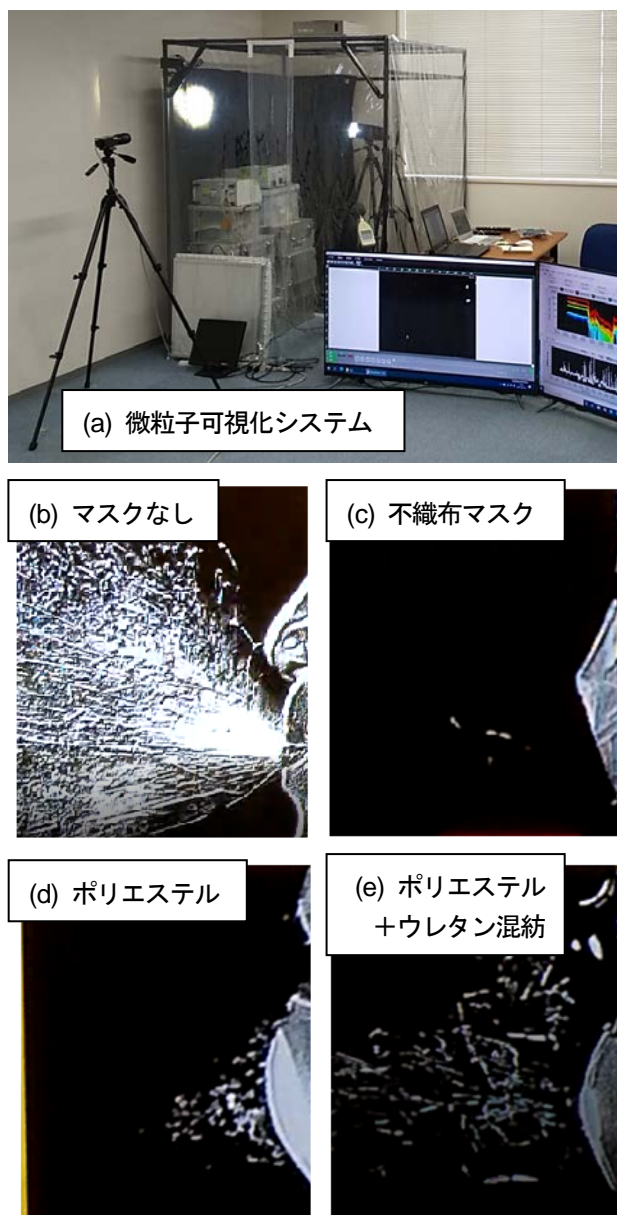 (a) 微粒子可視化システム
(b) マスクなし
(c) 不織布マスク
(d) ポリエステル
(e) ポリエステル
＋ウレタン混紡